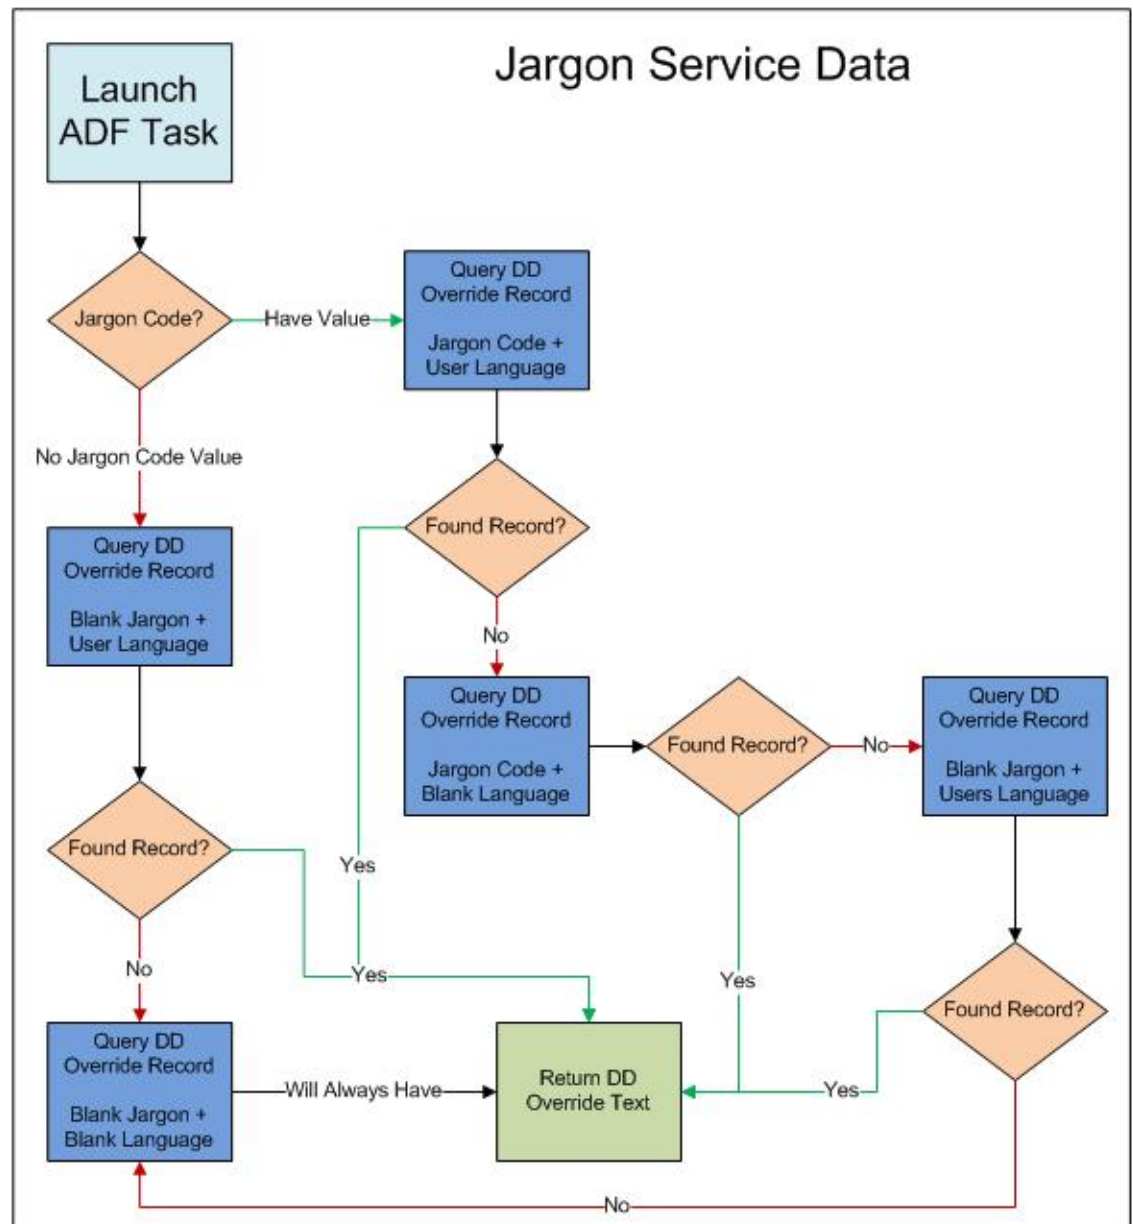 Jargon Service Data
Launch
ADF Task
Jargon Code?
Have Value
Query DD
Override Record
Jargon Code +
User Language
No Jargon Code Value
Found Record?
Query DD
Override Record
Blank Jargon +
User Language
No
Query DD
Override Record
Jargon Code +
Blank Language
Found Record?
No
Query DD
Override Record
Blank Jargon +
Users Language
Found Record?
Yes
No
Yes
Yes
Found Record?
Query DD
Override Record
Blank Jargon +
Blank Language
Will Always Have
Return DD
Override Text
Yes
No